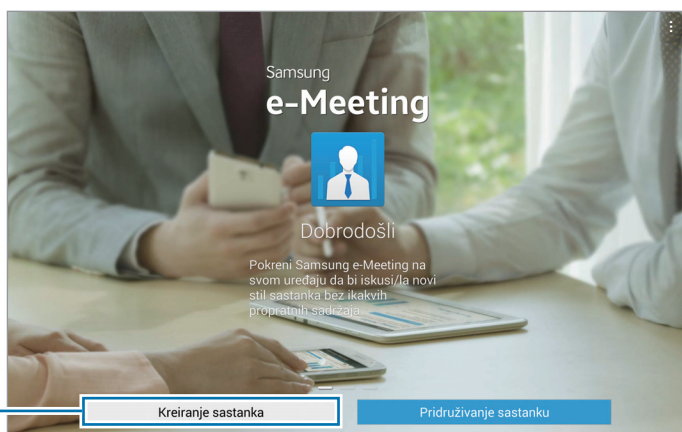 Samsung
e-Meeting
Dobrodošli
Pokreni Samsung e-Meeting na
svom uređaju da bi iskusi/la novi
stil sastanka bez ikakvih
propratnih sadržaja.
Kreiranje sastanka
Pridruživanje sastanku